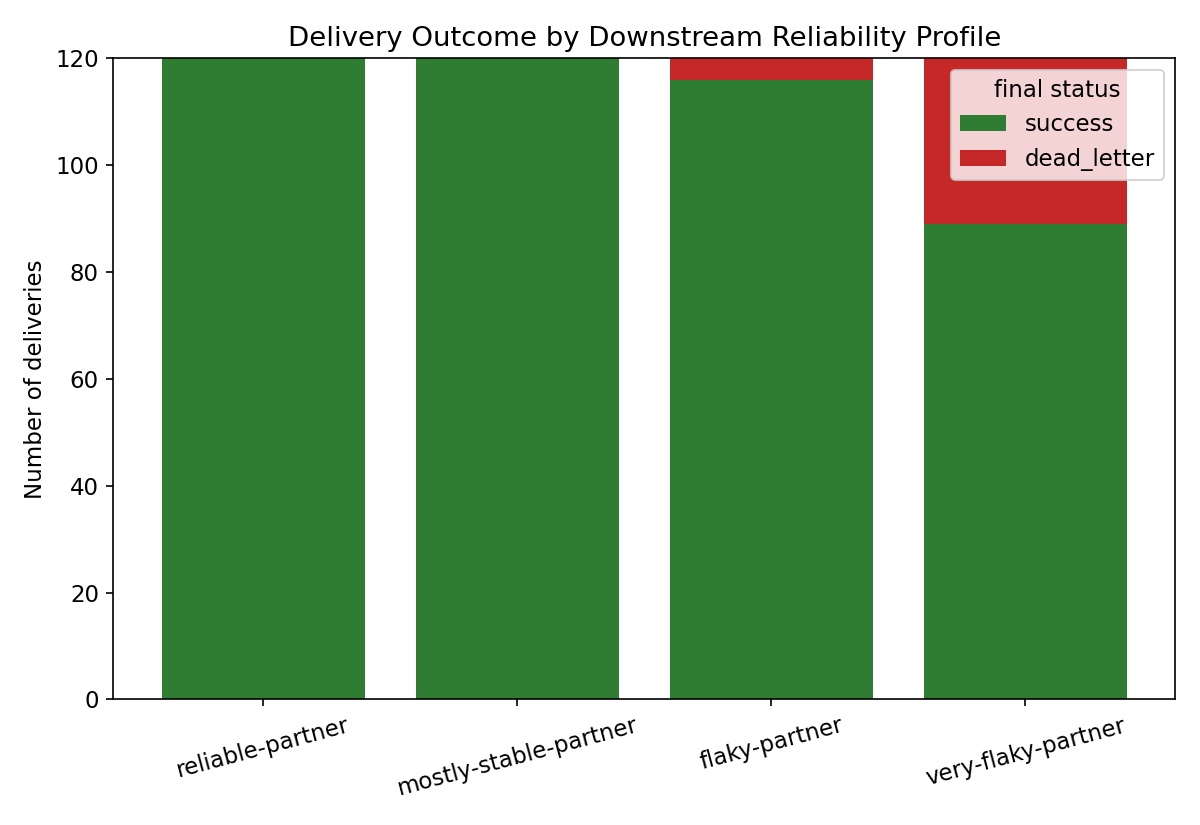 Delivery Outcome by Downstream Reliability Profile
120
100
80
60
40
20
0
Number of deliveries
final status
success
dead_letter
reliable-partner
mostly-stable-partner
flaky-partner
very-flaky-partner